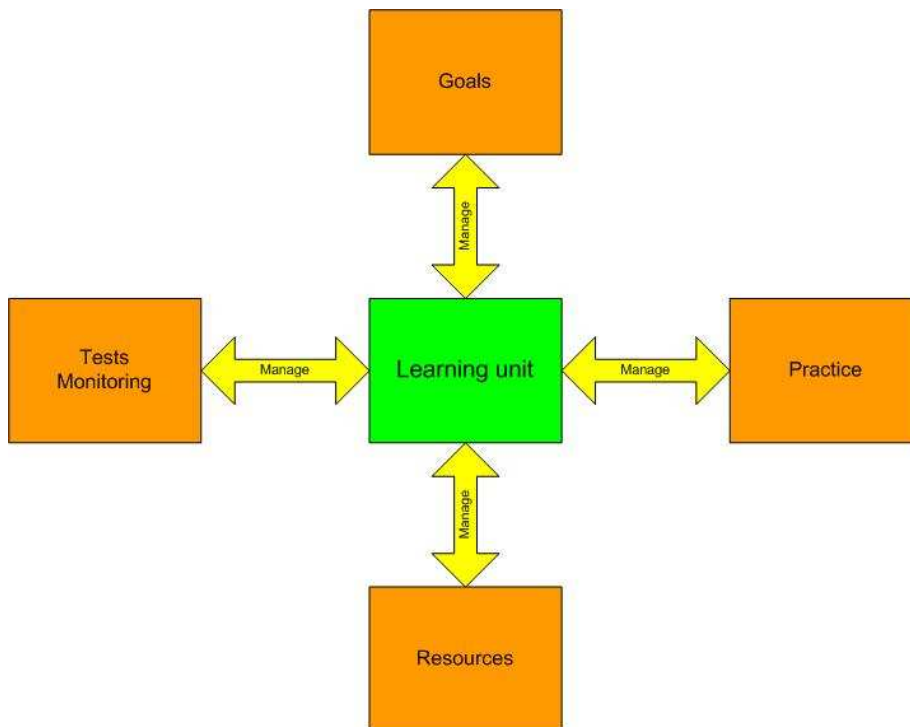 Goals
Manage
Tests
Monitoring
Manage
Learning unit
Manage
Practice
Manage
Resources